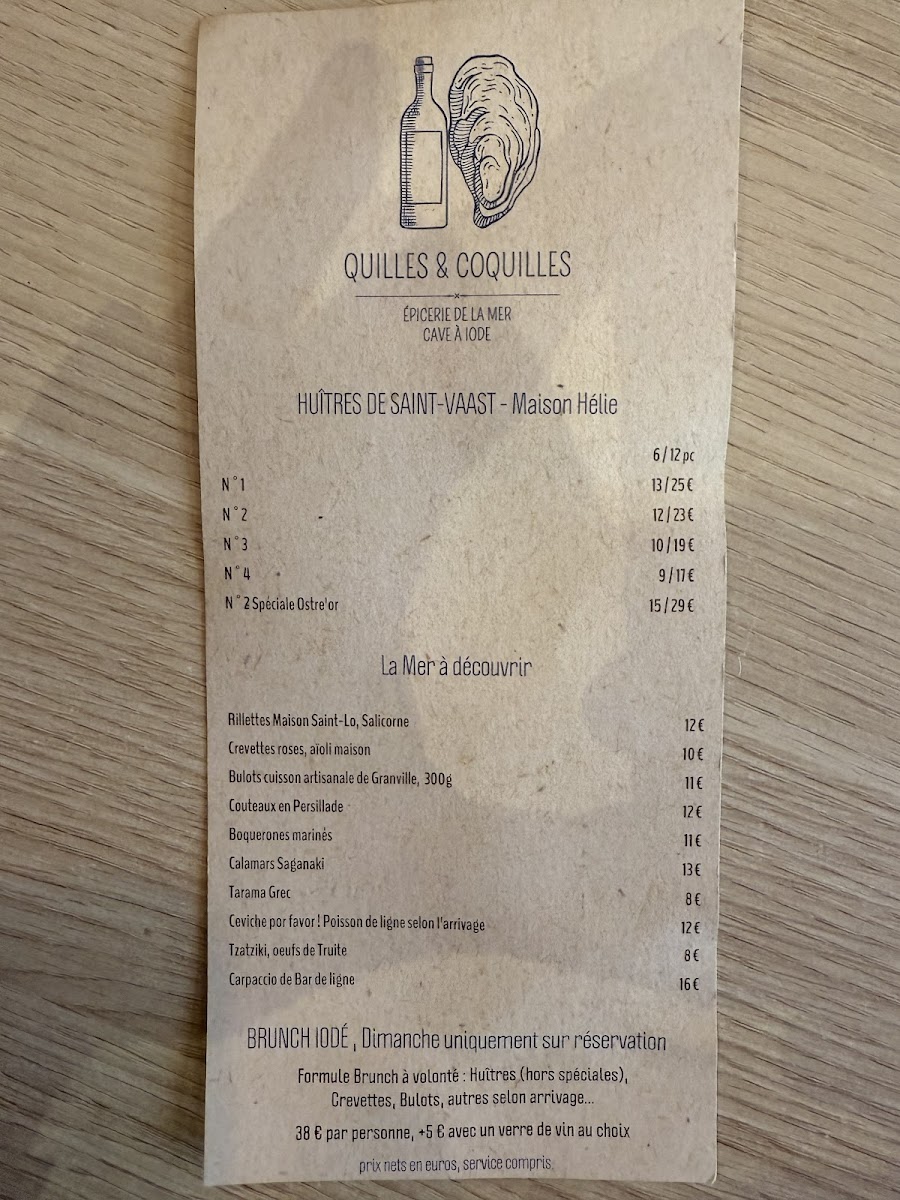 QUILLES & COQUILLES
ÉPICERIE DE LA MER
CAVE À IODE
HUÎTRES DE SAINT-VAAST - Maison Hélie
6/12 pc
N°1 13/25€
N°2 12/23€
N°3 10/19€
N°4 9/17€
N°2 Spéciale Ostre'or 15/29€
La Mer à découvrir
Rillettes Maison Saint-Lo, Salicorne 12€
Crevettes roses, aïoli maison 10€
Bulots cuisson artisanale de Granville, 300g 11€
Couteaux en Persillade 12€
Boquerones marinés 11€
Calamars Saganaki 13€
Tarama Grec 8€
Ceviche por favor! Poisson de ligne selon l'arrivage 12€
Tzatziki, oeufs de Truite 8€
Carpaccio de Bar de ligne 16€
BRUNCH IODÉ, Dimanche uniquement sur réservation
Formule Brunch à volonté : Huîtres (hors spéciales),
Crevettes, Bulots, autres selon arrivage...
38 € par personne, +5 € avec un verre de vin au choix
prix nets en euros, service compris.